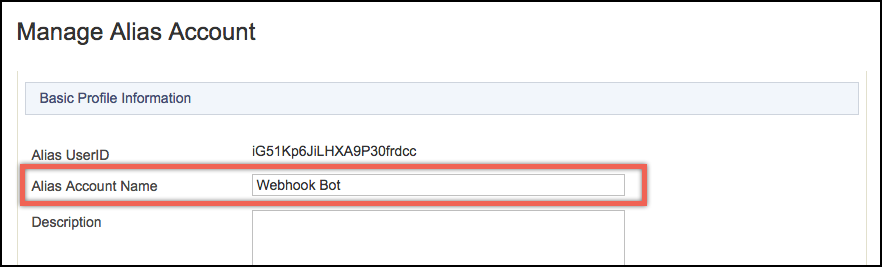 Manage Alias Account
Basic Profile Information
Alias UserID iG51Kp6JiLHXA9P30frdcc
Alias Account Name Webhook Bot
Description